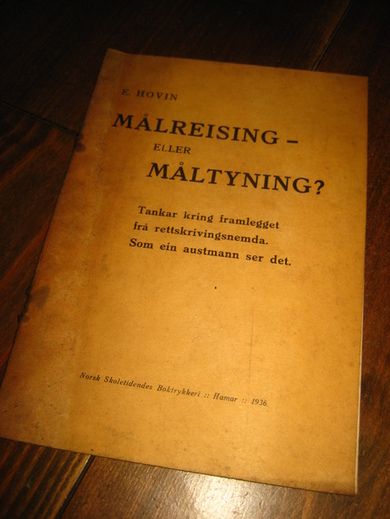 E. HOVIN
MÅLREISING –
ELLER
MÅLTYNING?
Tankar kring framlegget
frå rettskrivingsnemda.
Som ein austmann ser det.
Norsk Skoletidendes Boktrykkeri :: Hamar :: 1936